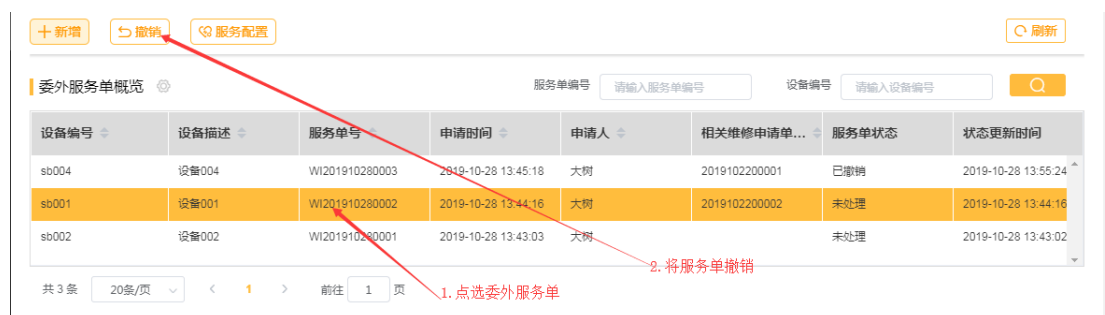 新增 撤销 服务配置 刷新
委外服务单概览 服务单编号 请输入服务单编号 设备编号 请输入设备编号
设备编号 设备描述 服务单号 申请时间 申请人 相关维修申请单... 服务单状态 状态更新时间
sb004 设备004 WI201910280003 2019-10-28 13:45:18 大树 2019102200001 已撤销 2019-10-28 13:55:24
sb001 设备001 WI201910280002 2019-10-28 13:44:16 大树 2019102200002 未处理 2019-10-28 13:44:16
sb002 设备002 WI201910280001 2019-10-28 13:43:03 大树 未处理 2019-10-28 13:43:02
2.将服务单撤销
共 3 条 20条/页 1 前往 1 页 1.点选委外服务单